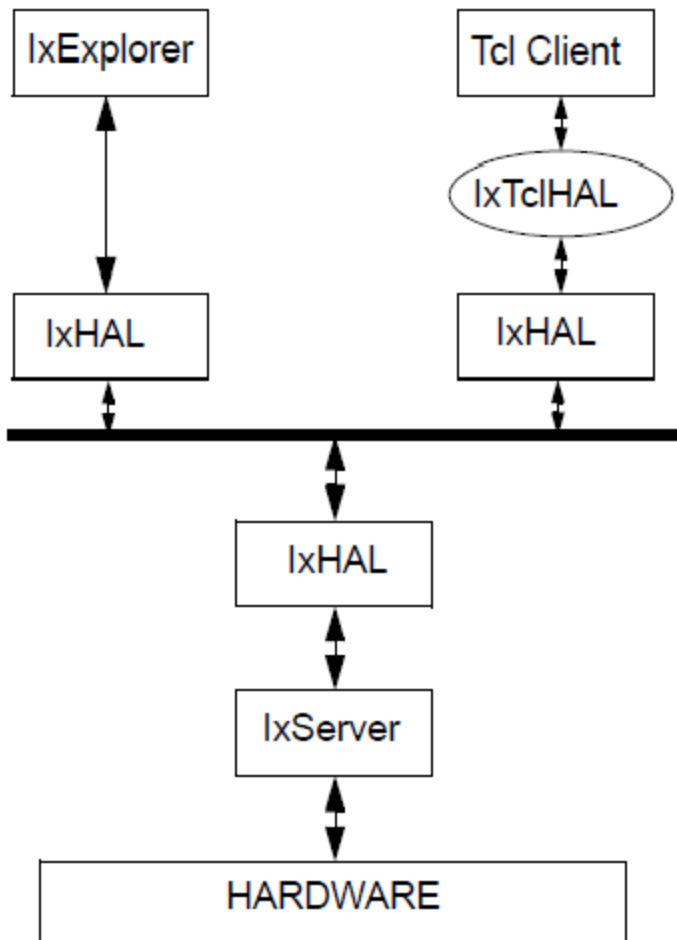 IxExplorer
Tcl Client
IxTclHAL
IxHAL
IxHAL
IxHAL
IxServer
HARDWARE